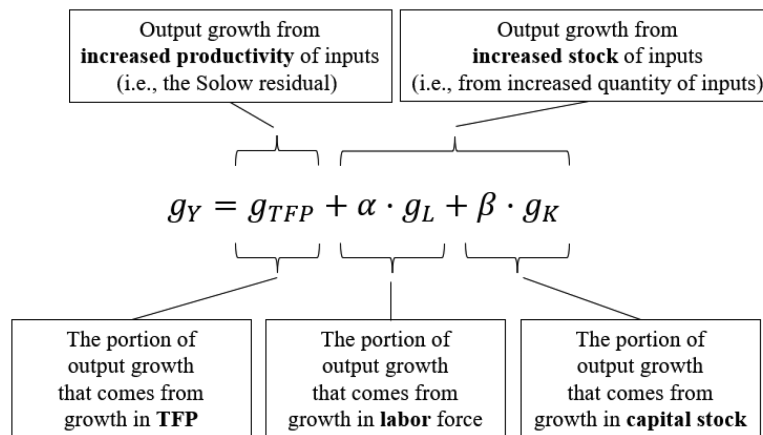 Output growth from
increased productivity of inputs
(i.e., the Solow residual)
Output growth from
increased stock of inputs
(i.e., from increased quantity of inputs)
g_Y = g_{TFP} + α · g_L + β · g_K
The portion of
output growth
that comes from
growth in TFP
The portion of
output growth
that comes from
growth in labor force
The portion of
output growth
that comes from
growth in capital stock